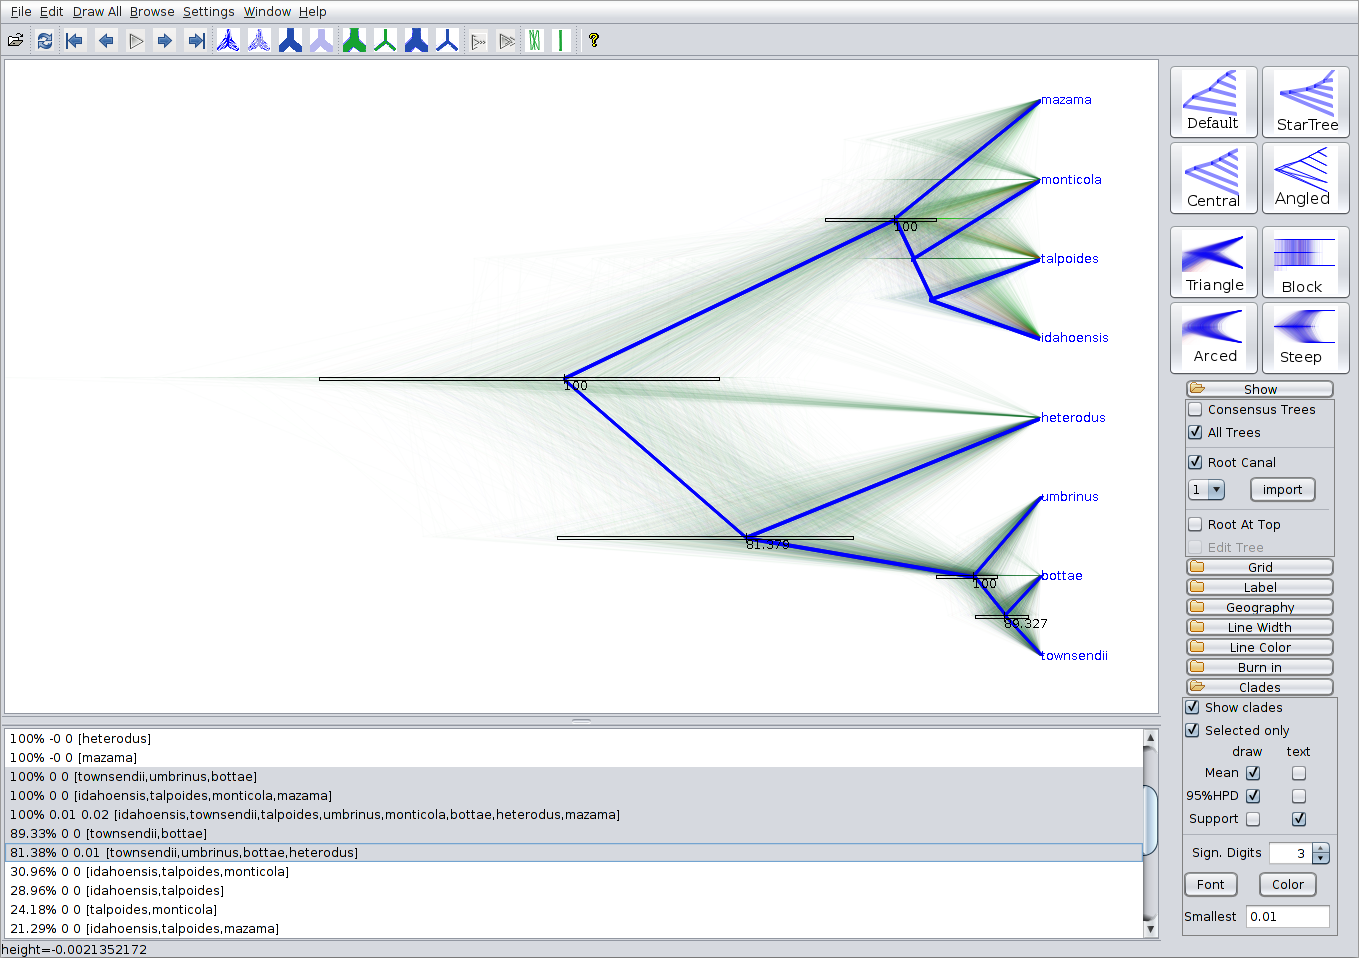 File Edit Draw All Browse Settings Window Help
mazama
monticola
100
talpoides
idahoensis
100
heterodus
umbrinus
81.379
bottae
100
89.327
townsendii
Default
StarTree
Central
Angled
Triangle
Block
Arced
Steep
Show
Consensus Trees
All Trees
Root Canal
1
import
Root At Top
Edit Tree
Grid
Label
Geography
Line Width
Line Color
Burn in
Clades
Show clades
Selected only
draw text
Mean
95%HPD
Support
Sign. Digits 3
Font Color
Smallest 0.01
100% -0 0 [heterodus]
100% -0 0 [mazama]
100% 0 0 [townsendii,umbrinus,bottae]
100% 0 0 [idahoensis,talpoides,monticola,mazama]
100% 0.01 0.02 [idahoensis,townsendii,talpoides,umbrinus,monticola,bottae,heterodus,mazama]
89.33% 0 0 [townsendii,bottae]
81.38% 0 0.01 [townsendii,umbrinus,bottae,heterodus]
30.96% 0 0 [idahoensis,talpoides,monticola]
28.96% 0 0 [idahoensis,talpoides]
24.18% 0 0 [talpoides,monticola]
21.29% 0 0 [idahoensis,talpoides,mazama]
height=-0.0021352172